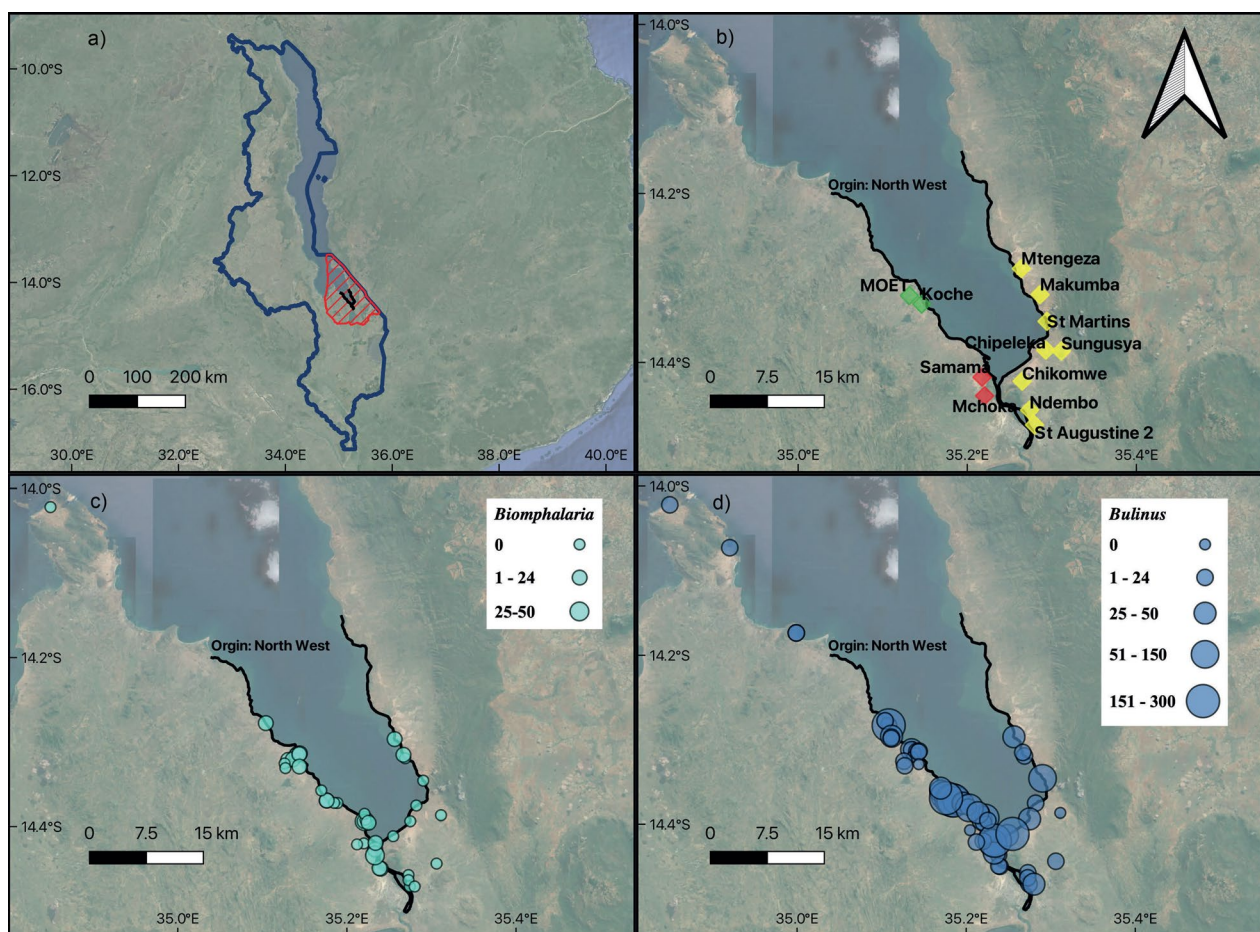 a)
10.0°S
12.0°S
14.0°S
16.0°S
0 100 200 km
30.0°E 32.0°E 34.0°E 36.0°E 38.0°E 40.0°E
b)
14.0°S
14.2°S
14.4°S
Orgin: North West
Mtengeza
MOET
Koche
Makumba
St Martins
Chipeleka
Sungusya
Samama
Chikomwe
Mchoka
Ndembo
St Augustine 2
0 7.5 15 km
35.0°E 35.2°E 35.4°E
c)
14.0°S
14.2°S
14.4°S
Biomphalaria
0
1 - 24
25-50
Orgin: North West
0 7.5 15 km
35.0°E 35.2°E 35.4°E
d)
14.0°S
14.2°S
14.4°S
Bulinus
0
1 - 24
25 - 50
51 - 150
151 - 300
Orgin: North West
0 7.5 15 km
35.0°E 35.2°E 35.4°E